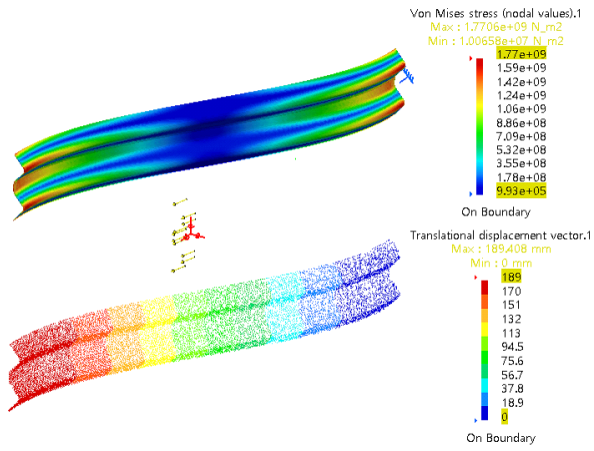 Von Mises stress (nodal values).1
Max : 1.7706e+09 N_m2
Min : 1.00658e+07 N_m2
1.77e+09
1.59e+09
1.42e+09
1.24e+09
1.06e+09
8.86e+08
7.09e+08
5.32e+08
3.55e+08
1.78e+08
9.93e+05
On Boundary
Translational displacement vector.1
Max : 189.408 mm
Min : 0 mm
189
170
151
132
113
94.5
75.6
56.7
37.8
18.9
0
On Boundary